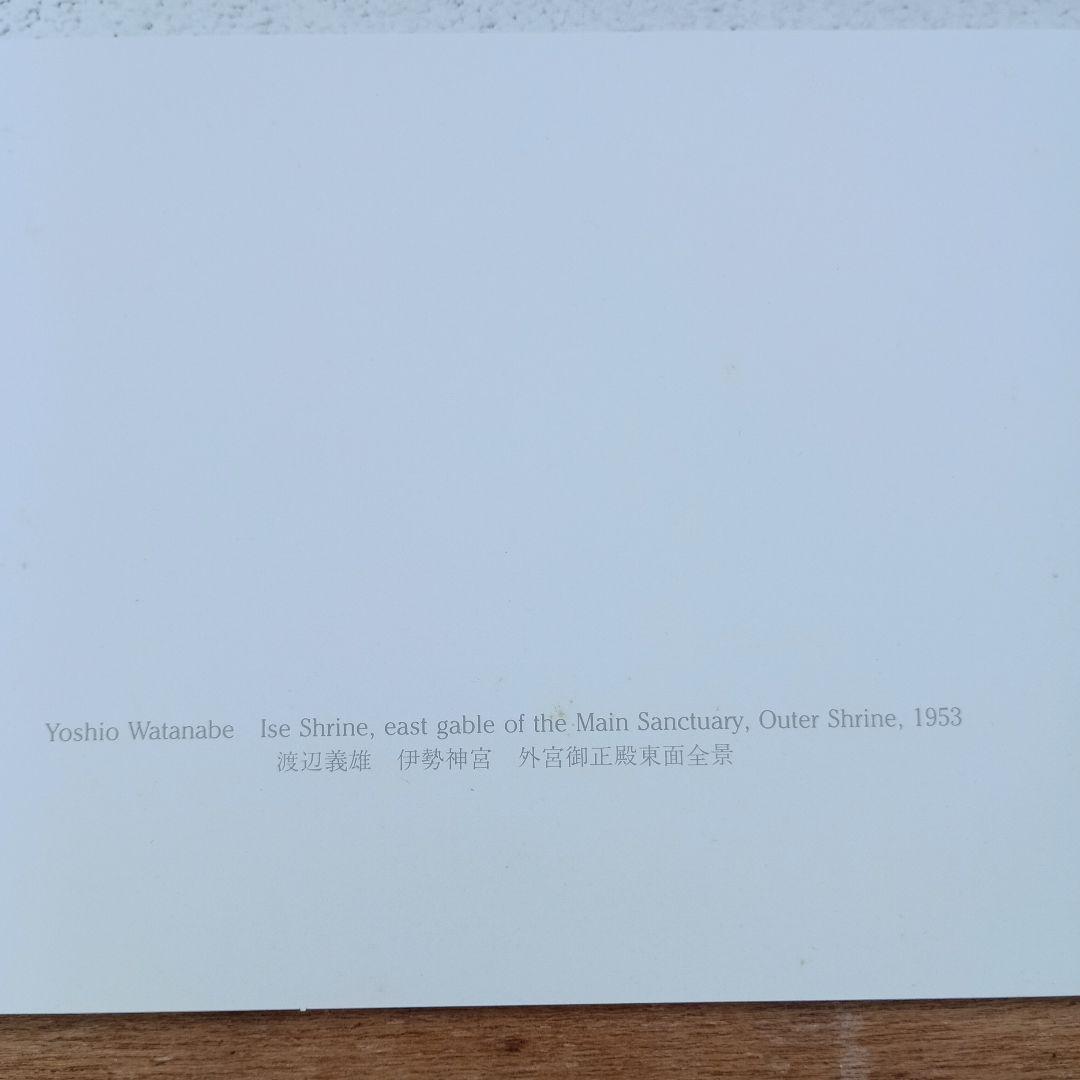 Yoshio Watanabe Ise Shrine, east gable of the Main Sanctuary, Outer Shrine, 1953
渡辺義雄 伊勢神宮 外宮御正殿東面全景